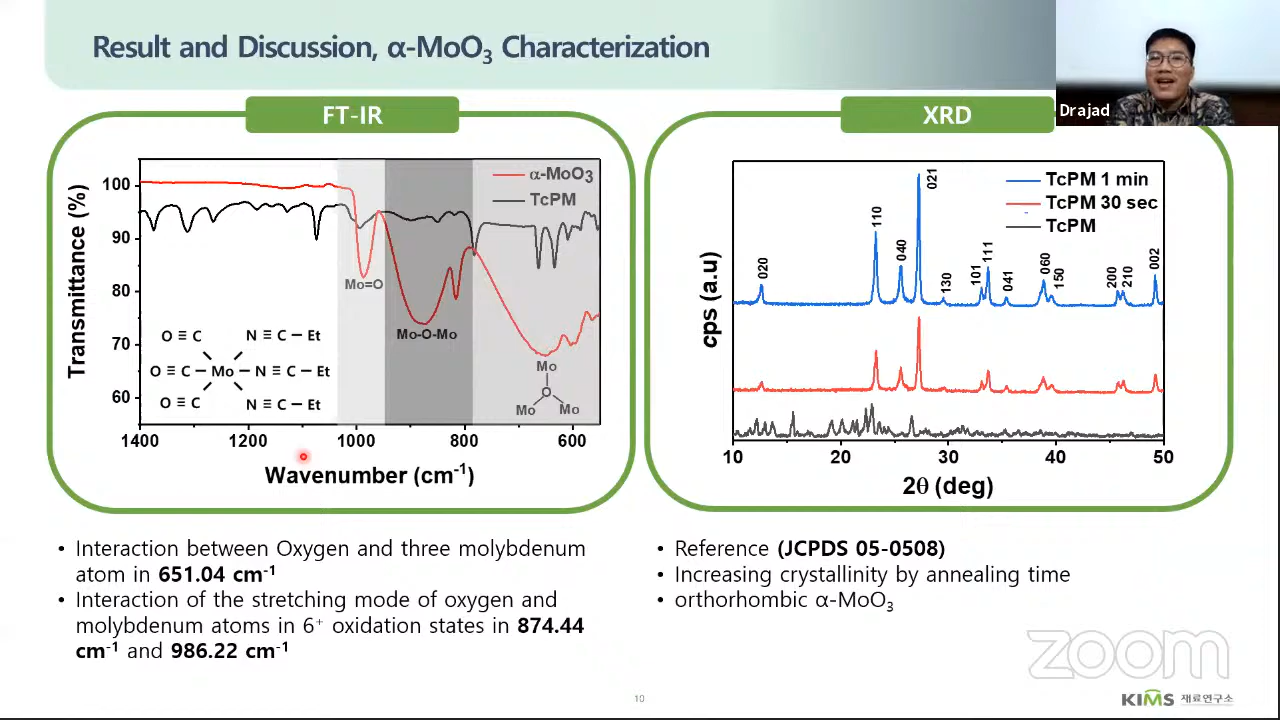 Result and Discussion, α-MoO₃ Characterization
Drajad
FT-IR
Transmittance (%)
100
90
80
70
60
1400
1200
1000
800
600
Wavenumber (cm⁻¹)
α-MoO₃
TcPM
Mo=O
Mo-O-Mo
Mo
O
Mo Mo
O ≡ C N ≡ C – Et
O ≡ C – Mo – N ≡ C – Et
O ≡ C N ≡ C – Et
XRD
cps (a.u)
TcPM 1 min
TcPM 30 sec
TcPM
020
110
040
021
130
101
111
041
060
150
200
210
002
10
20
30
40
50
2θ (deg)
• Interaction between Oxygen and three molybdenum
atom in 651.04 cm⁻¹
• Interaction of the stretching mode of oxygen and
molybdenum atoms in 6⁺ oxidation states in 874.44
cm⁻¹ and 986.22 cm⁻¹
• Reference (JCPDS 05-0508)
• Increasing crystallinity by annealing time
• orthorhombic α-MoO₃
zoom
10
KIMS 재료연구소